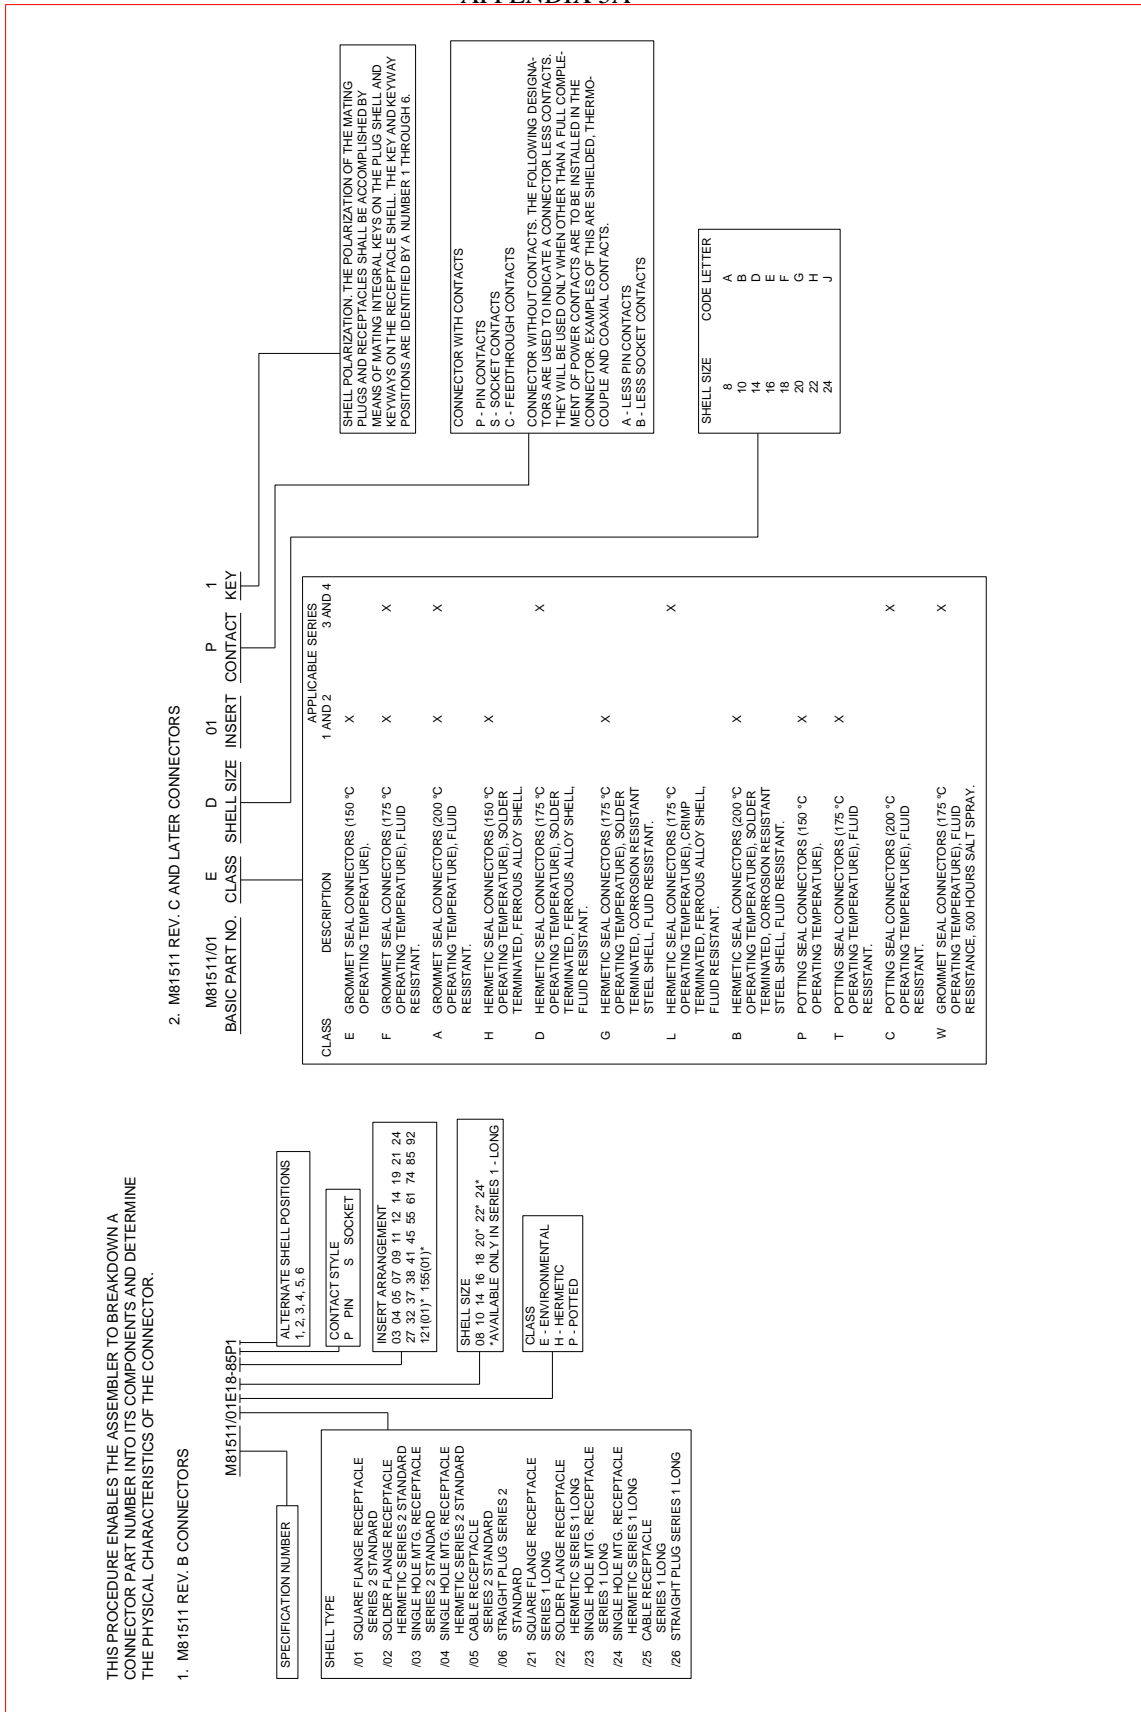 APPENDIX 3A
THIS PROCEDURE ENABLES THE ASSEMBLER TO BREAKDOWN A
CONNECTOR PART NUMBER INTO ITS COMPONENTS AND DETERMINE
THE PHYSICAL CHARACTERISTICS OF THE CONNECTOR.
1. M81511 REV. B CONNECTORS
M81511/01E18-85P1
SPECIFICATION NUMBER
SHELL TYPE
/01 SQUARE FLANGE RECEPTACLE
SERIES 2 STANDARD
/02 SOLDER FLANGE RECEPTACLE
HERMETIC SERIES 2 STANDARD
/03 SINGLE HOLE MTG. RECEPTACLE
SERIES 2 STANDARD
/04 SINGLE HOLE MTG. RECEPTACLE
HERMETIC SERIES 2 STANDARD
/05 CABLE RECEPTACLE
SERIES 2 STANDARD
/06 STRAIGHT PLUG SERIES 2
STANDARD
/21 SQUARE FLANGE RECEPTACLE
SERIES 1 LONG
/22 SOLDER FLANGE RECEPTACLE
HERMETIC SERIES 1 LONG
/23 SINGLE HOLE MTG. RECEPTACLE
SERIES 1 LONG
/24 SINGLE HOLE MTG. RECEPTACLE
HERMETIC SERIES 1 LONG
/25 CABLE RECEPTACLE
SERIES 1 LONG
/26 STRAIGHT PLUG SERIES 1 LONG
ALTERNATE SHELL POSITIONS
1, 2, 3, 4, 5, 6
CONTACT STYLE
P PIN S SOCKET
INSERT ARRANGEMENT
03 04 05 07 09 11 12 14 19 21 24
27 32 37 38 41 45 55 61 74 85 92
121(01)* 155(01)*
SHELL SIZE
08 10 14 16 18 20* 22* 24*
*AVAILABLE ONLY IN SERIES 1 - LONG
CLASS
E - ENVIRONMENTAL
H - HERMETIC
P - POTTED
2. M81511 REV. C AND LATER CONNECTORS
M81511/01 E D 01 P 1
BASIC PART NO. CLASS SHELL SIZE INSERT CONTACT KEY
APPLICABLE SERIES
CLASS DESCRIPTION 1 AND 2 3 AND 4
E GROMMET SEAL CONNECTORS (150 °C X
OPERATING TEMPERATURE).
F GROMMET SEAL CONNECTORS (175 °C X X
OPERATING TEMPERATURE), FLUID
RESISTANT.
A GROMMET SEAL CONNECTORS (200 °C X X
OPERATING TEMPERATURE), FLUID
RESISTANT.
H HERMETIC SEAL CONNECTORS (150 °C X
OPERATING TEMPERATURE), SOLDER
TERMINATED, FERROUS ALLOY SHELL.
D HERMETIC SEAL CONNECTORS (175 °C X
OPERATING TEMPERATURE), SOLDER
TERMINATED, FERROUS ALLOY SHELL,
FLUID RESISTANT.
G HERMETIC SEAL CONNECTORS (175 °C X
OPERATING TEMPERATURE), SOLDER
TERMINATED, CORROSION RESISTANT
STEEL SHELL, FLUID RESISTANT.
L HERMETIC SEAL CONNECTORS (175 °C X
OPERATING TEMPERATURE), CRIMP
TERMINATED, FERROUS ALLOY SHELL,
FLUID RESISTANT.
B HERMETIC SEAL CONNECTORS (200 °C X
OPERATING TEMPERATURE), SOLDER
TERMINATED, CORROSION RESISTANT
STEEL SHELL, FLUID RESISTANT.
P POTTING SEAL CONNECTORS (150 °C X
OPERATING TEMPERATURE).
T POTTING SEAL CONNECTORS (175 °C X
OPERATING TEMPERATURE), FLUID
RESISTANT.
C POTTING SEAL CONNECTORS (200 °C X
OPERATING TEMPERATURE), FLUID
RESISTANT.
W GROMMET SEAL CONNECTORS (175 °C X X
OPERATING TEMPERATURE), FLUID
RESISTANCE, 500 HOURS SALT SPRAY.
SHELL POLARIZATION. THE POLARIZATION OF THE MATING
PLUGS AND RECEPTACLES SHALL BE ACCOMPLISHED BY
MEANS OF MATING INTEGRAL KEYS ON THE PLUG SHELL AND
KEYWAYS ON THE RECEPTACLE SHELL. THE KEY AND KEYWAY
POSITIONS ARE IDENTIFIED BY A NUMBER 1 THROUGH 6.
CONNECTOR WITH CONTACTS
P - PIN CONTACTS
S - SOCKET CONTACTS
C - FEEDTHROUGH CONTACTS
CONNECTOR WITHOUT CONTACTS. THE FOLLOWING DESIGNA-
TORS ARE USED TO INDICATE A CONNECTOR LESS CONTACTS.
THEY WILL BE USED ONLY WHEN OTHER THAN A FULL COMPLE-
MENT OF POWER CONTACTS ARE TO BE INSTALLED IN THE
CONNECTOR. EXAMPLES OF THIS ARE SHIELDED, THERMO-
COUPLE AND COAXIAL CONTACTS.
A - LESS PIN CONTACTS
B - LESS SOCKET CONTACTS
SHELL SIZE CODE LETTER
8 A
10 B
14 D
16 E
18 F
20 G
22 H
24 J